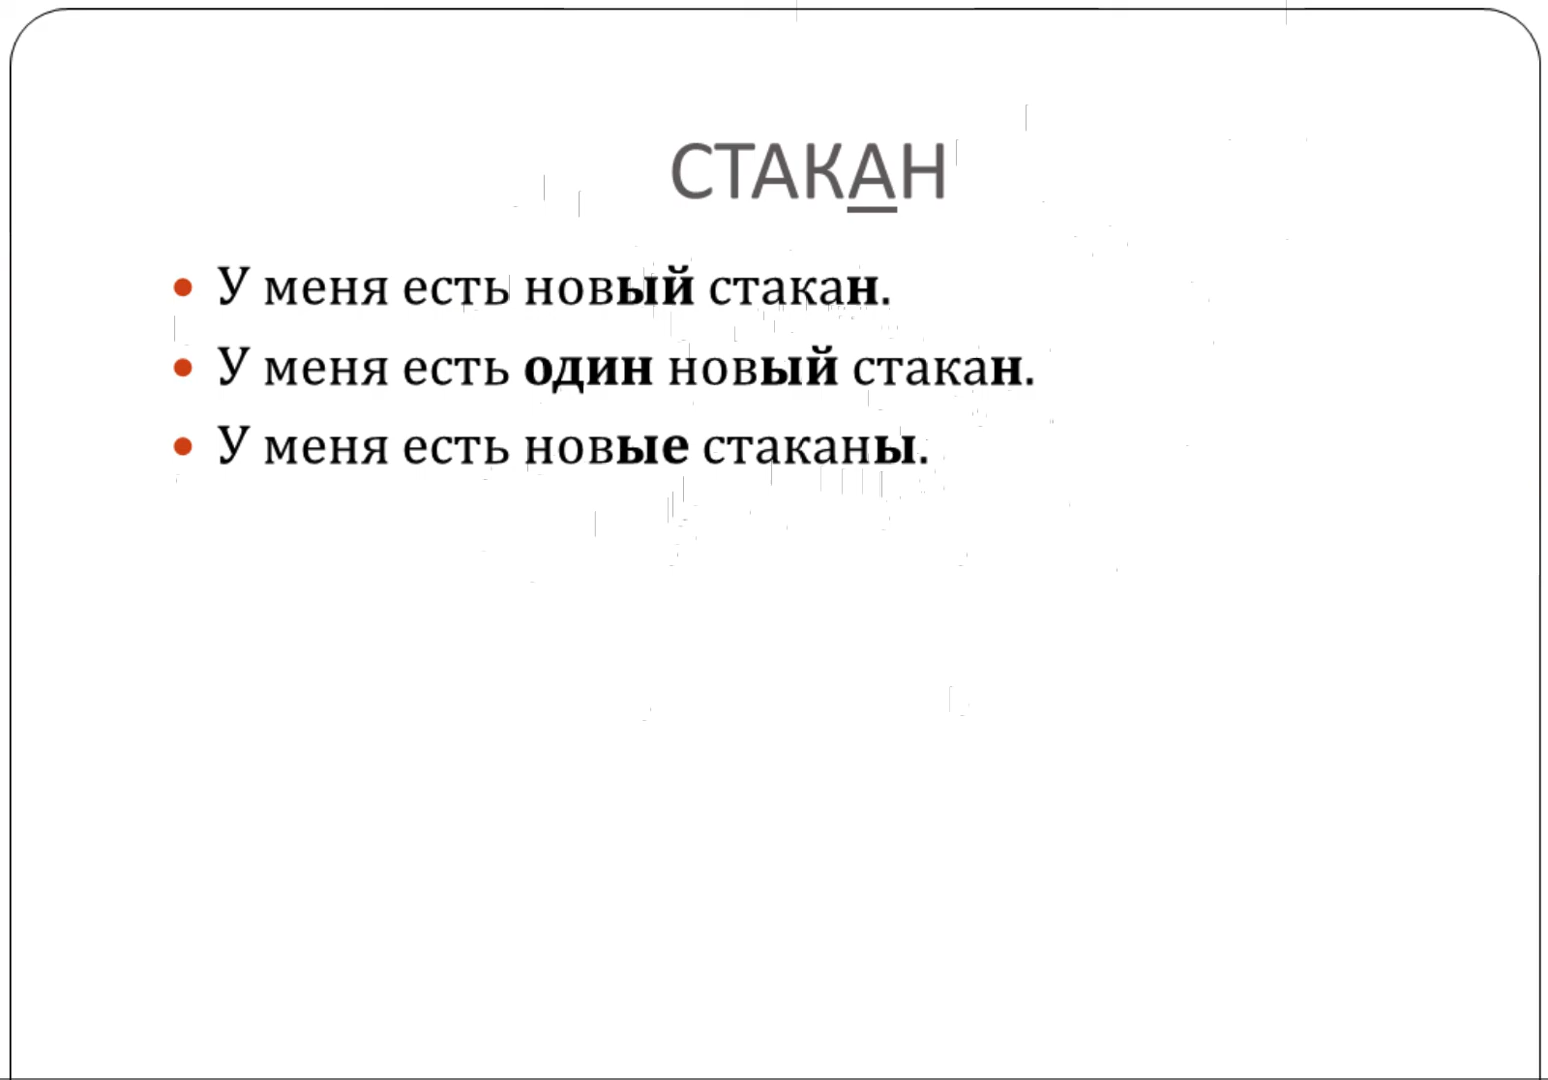 СТАКАН
• У меня есть новый стакан.
• У меня есть один новый стакан.
• У меня есть новые стаканы.